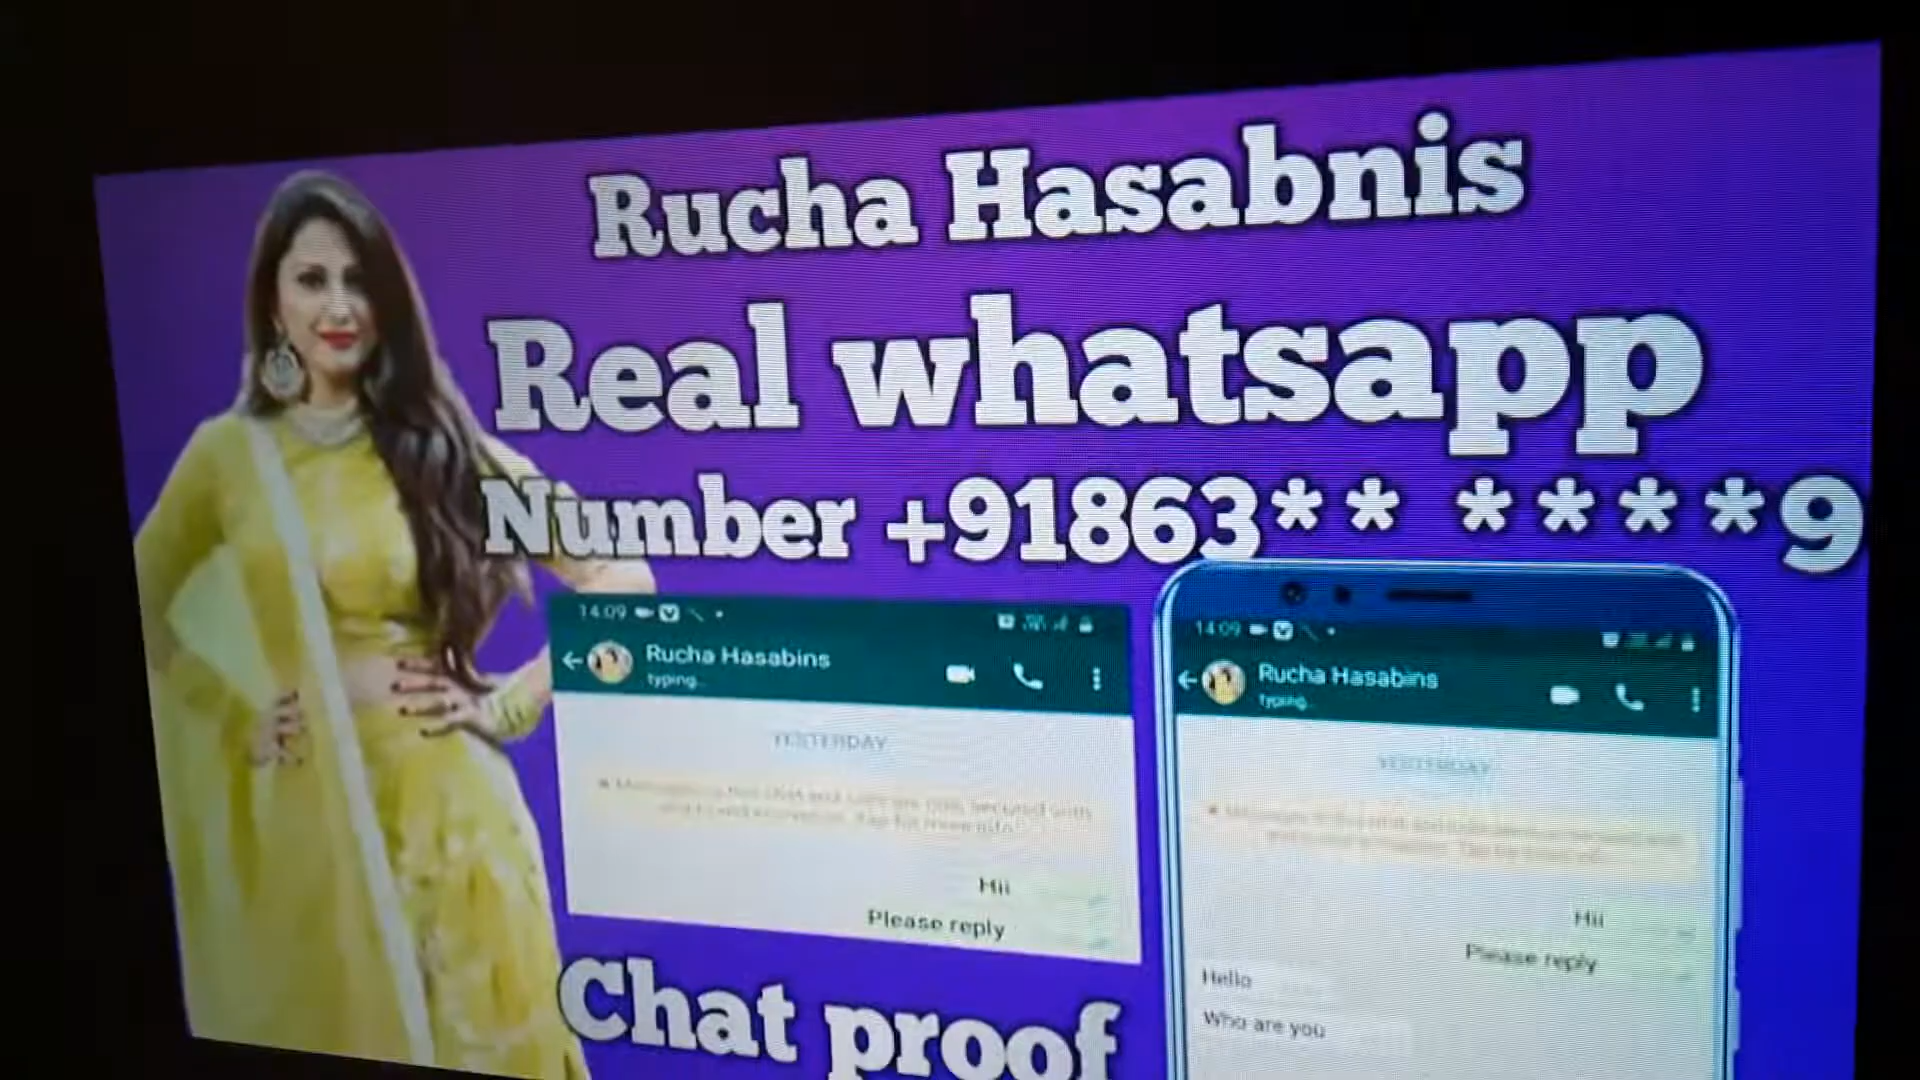 Rucha Hasabnis
Real whatsapp
Number +91863** ****9
14:09
Rucha Hasabins
typing..
YESTERDAY
Hii
Please reply
Chat proof
14:09
Rucha Hasabins
typing..
YESTERDAY
Hii
Please reply
Hello
Who are you